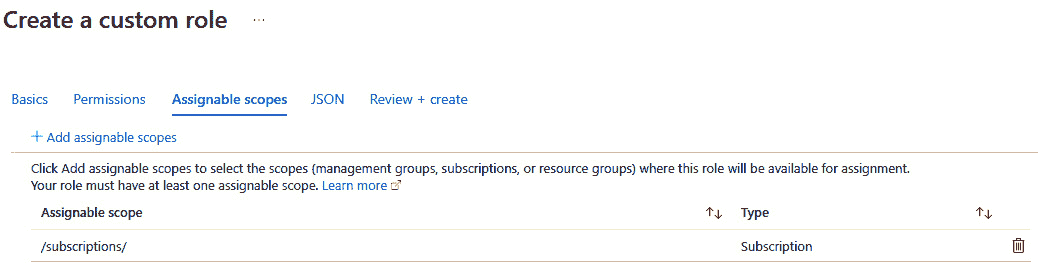 Create a custom role ...
Basics Permissions Assignable scopes JSON Review + create
+ Add assignable scopes
Click Add assignable scopes to select the scopes (management groups, subscriptions, or resource groups) where this role will be available for assignment.
Your role must have at least one assignable scope. Learn more
Assignable scope Type
/subscriptions/ Subscription